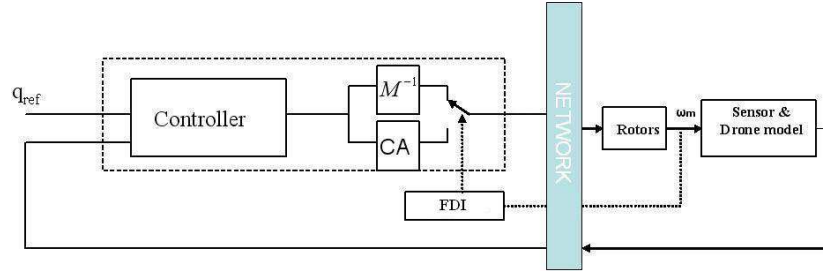 q_ref
Controller
M⁻¹
CA
FDI
NETWORK
Rotors
ωm
Sensor &
Drone model